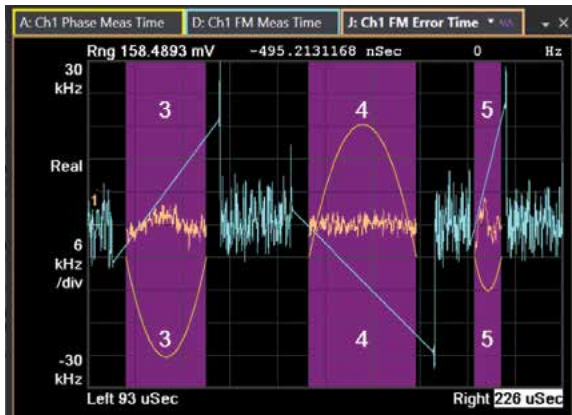 A: Ch1 Phase Meas Time D: Ch1 FM Meas Time J: Ch1 FM Error Time
Rng 158.4893 mV -495.2131168 nSec 0 Hz
30
kHz
3 4 5
Real
1
6
kHz
/div
3 4 5
-30
kHz
Left 93 uSec Right 226 uSec